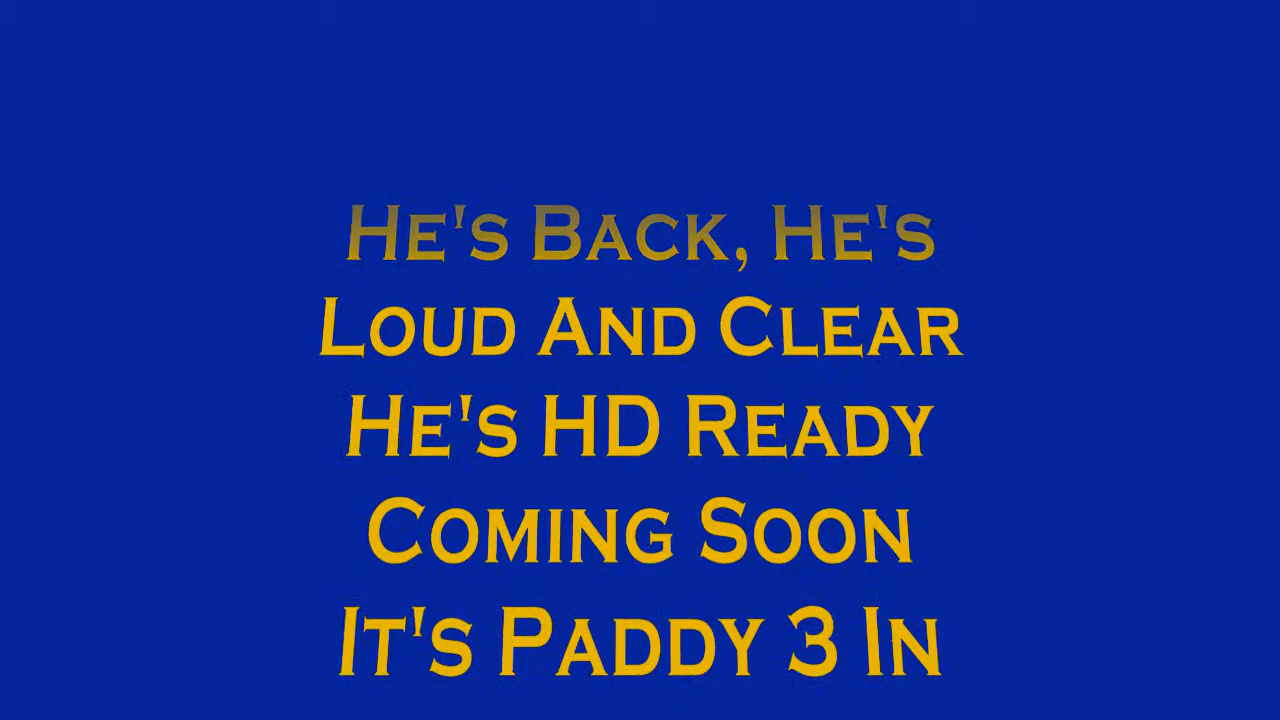 He's Back, He's
Loud And Clear
He's HD Ready
Coming Soon
It's Paddy 3 In